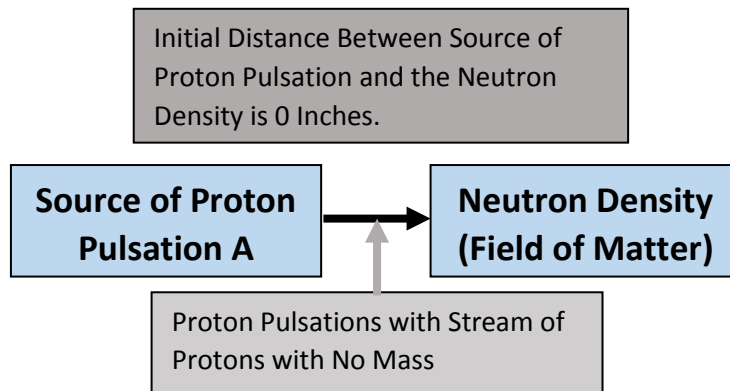 Initial Distance Between Source of
Proton Pulsation and the Neutron
Density is 0 Inches.
Source of Proton
Pulsation A
Neutron Density
(Field of Matter)
Proton Pulsations with Stream of
Protons with No Mass